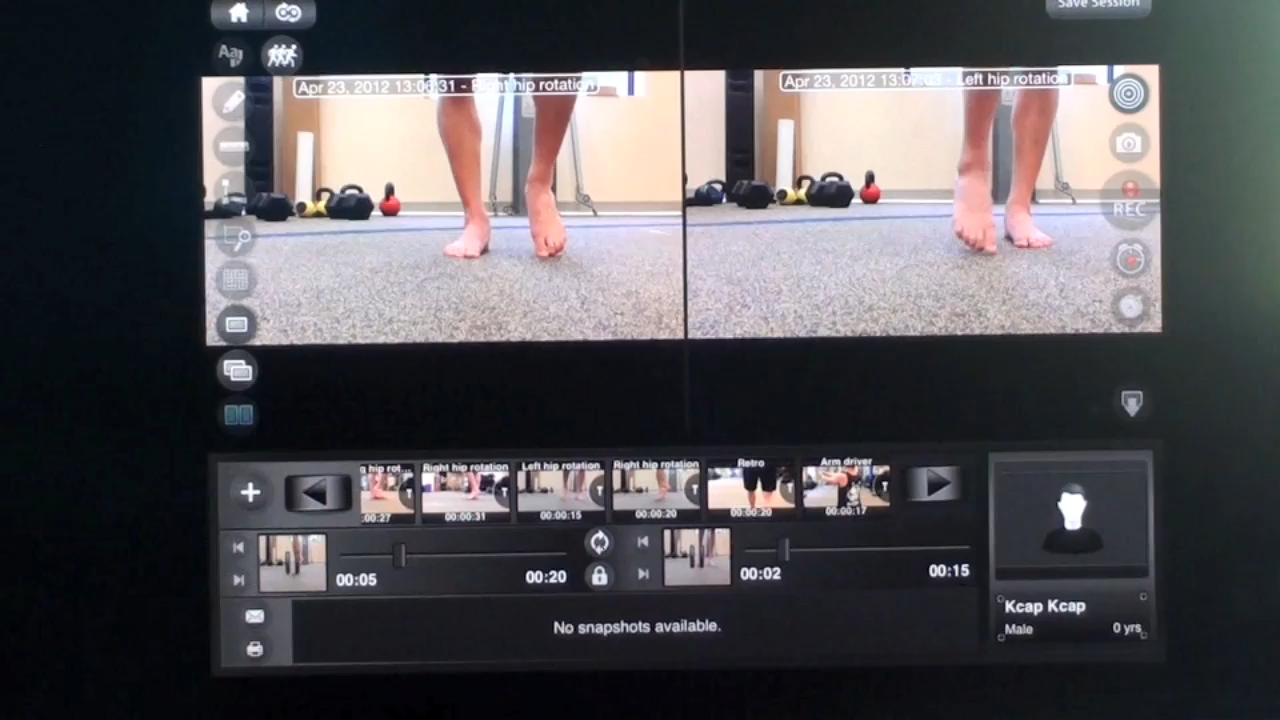 Save Session
Aa
Apr 23, 2012 13:06:31 - Right hip rotation
Apr 23, 2012 13:07:03 - Left hip rotation
REC
g hip rot...
Right hip rotation
Left hip rotation
Right hip rotation
Retro
Arm driver
:00:27
00:00:31
00:00:15
00:00:20
00:00:20
00:00:17
00:05
00:20
00:02
00:15
No snapshots available.
Kcap Kcap
Male
0 yrs